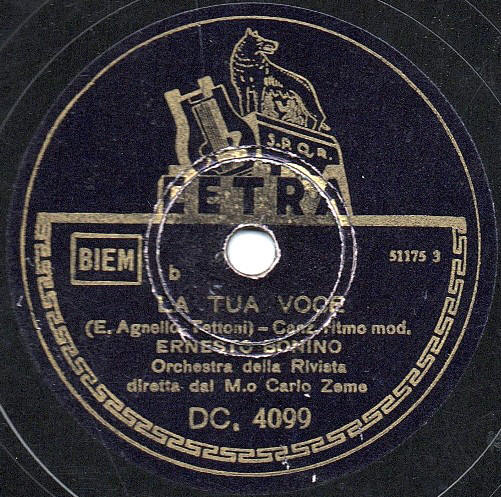 S.P.Q.R.
CETRA
BIEM
51175 3
b
LA TUA VOCE
(E. Agnello-Tettoni) – Canz. ritmo mod.
ERNESTO BONINO
Orchestra della Rivista
diretta dal M.o Carlo Zeme
DC. 4099